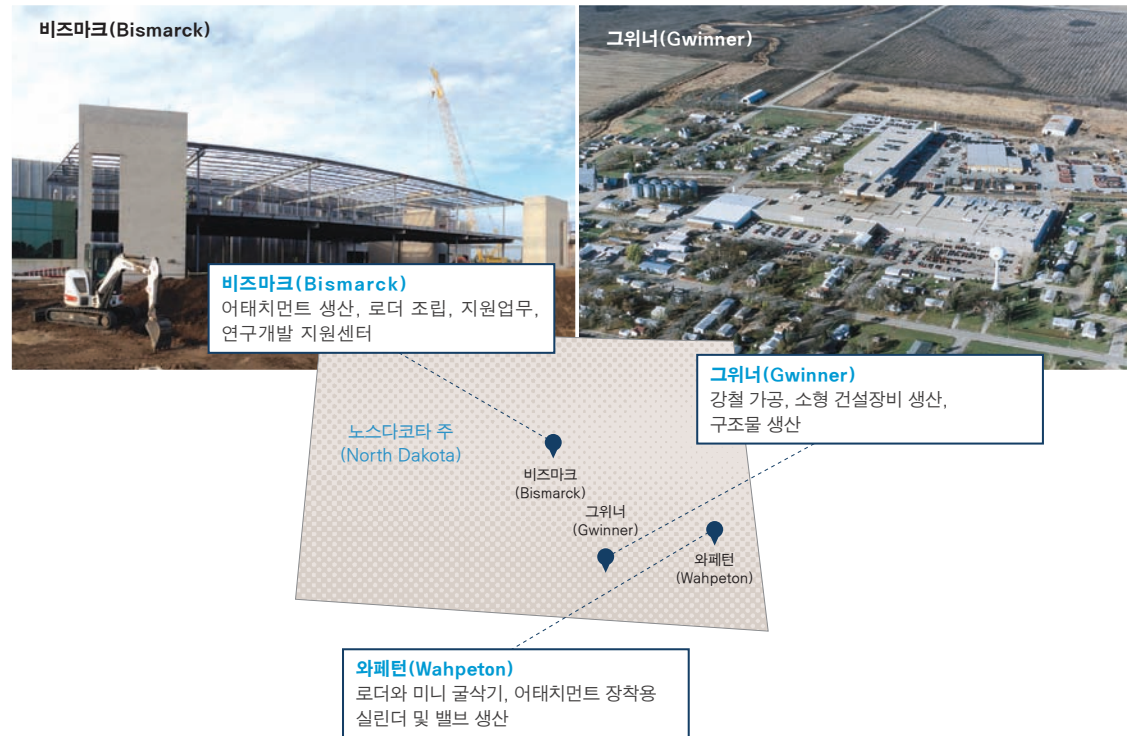 비즈마크(Bismarck)
그위너(Gwinner)
비즈마크(Bismarck)
어태치먼트 생산, 로더 조립, 지원업무,
연구개발 지원센터
그위너(Gwinner)
강철 가공, 소형 건설장비 생산,
구조물 생산
노스다코타 주
(North Dakota)
비즈마크
(Bismarck)
그위너
(Gwinner)
와페턴
(Wahpeton)
와페턴(Wahpeton)
로더와 미니 굴삭기, 어태치먼트 장착용
실린더 및 밸브 생산